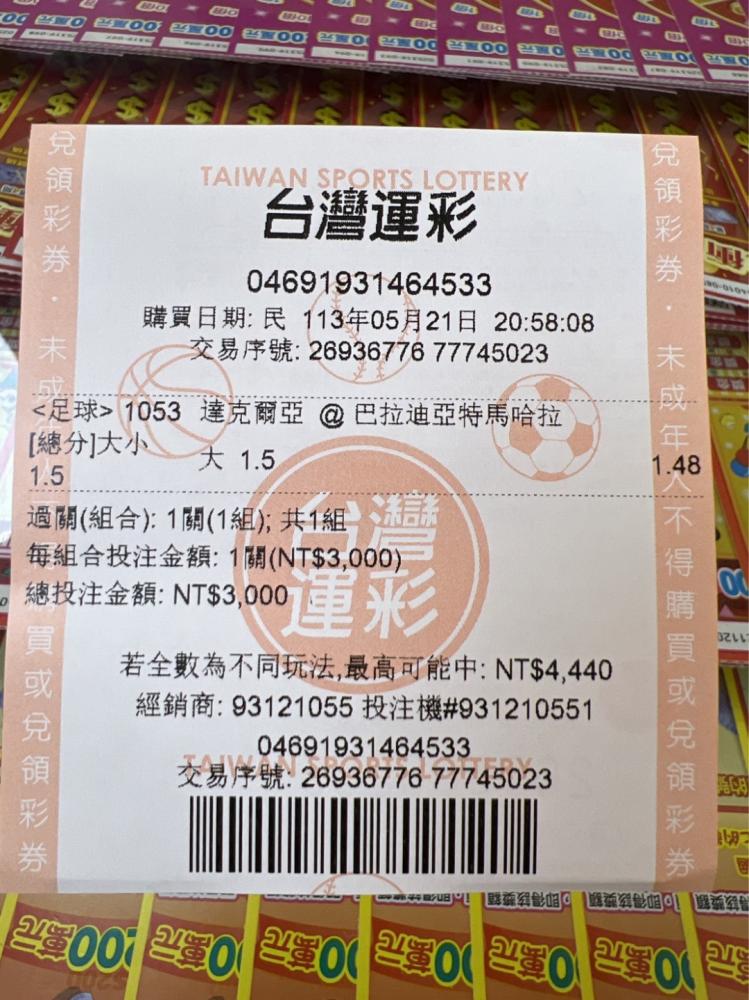 TAIWAN SPORTS LOTTERY
台灣運彩
04691931464533
購買日期: 民 113年05月21日 20:58:08
交易序號: 26936776 77745023
<足球> 1053 達克爾亞 @ 巴拉迪亞特馬哈拉
[總分]大小
1.5
大 1.5
1.48
過關(組合): 1關(1組); 共1組
每組合投注金額: 1關(NT$3,000)
總投注金額: NT$3,000
台灣
運彩
若全數為不同玩法,最高可能中: NT$4,440
經銷商: 93121055 投注機#931210551
04691931464533
TAIWAN SPORTS LOTTERY
交易序號: 26936776 77745023
兌領彩券・未成年人不得購買或兌領彩券